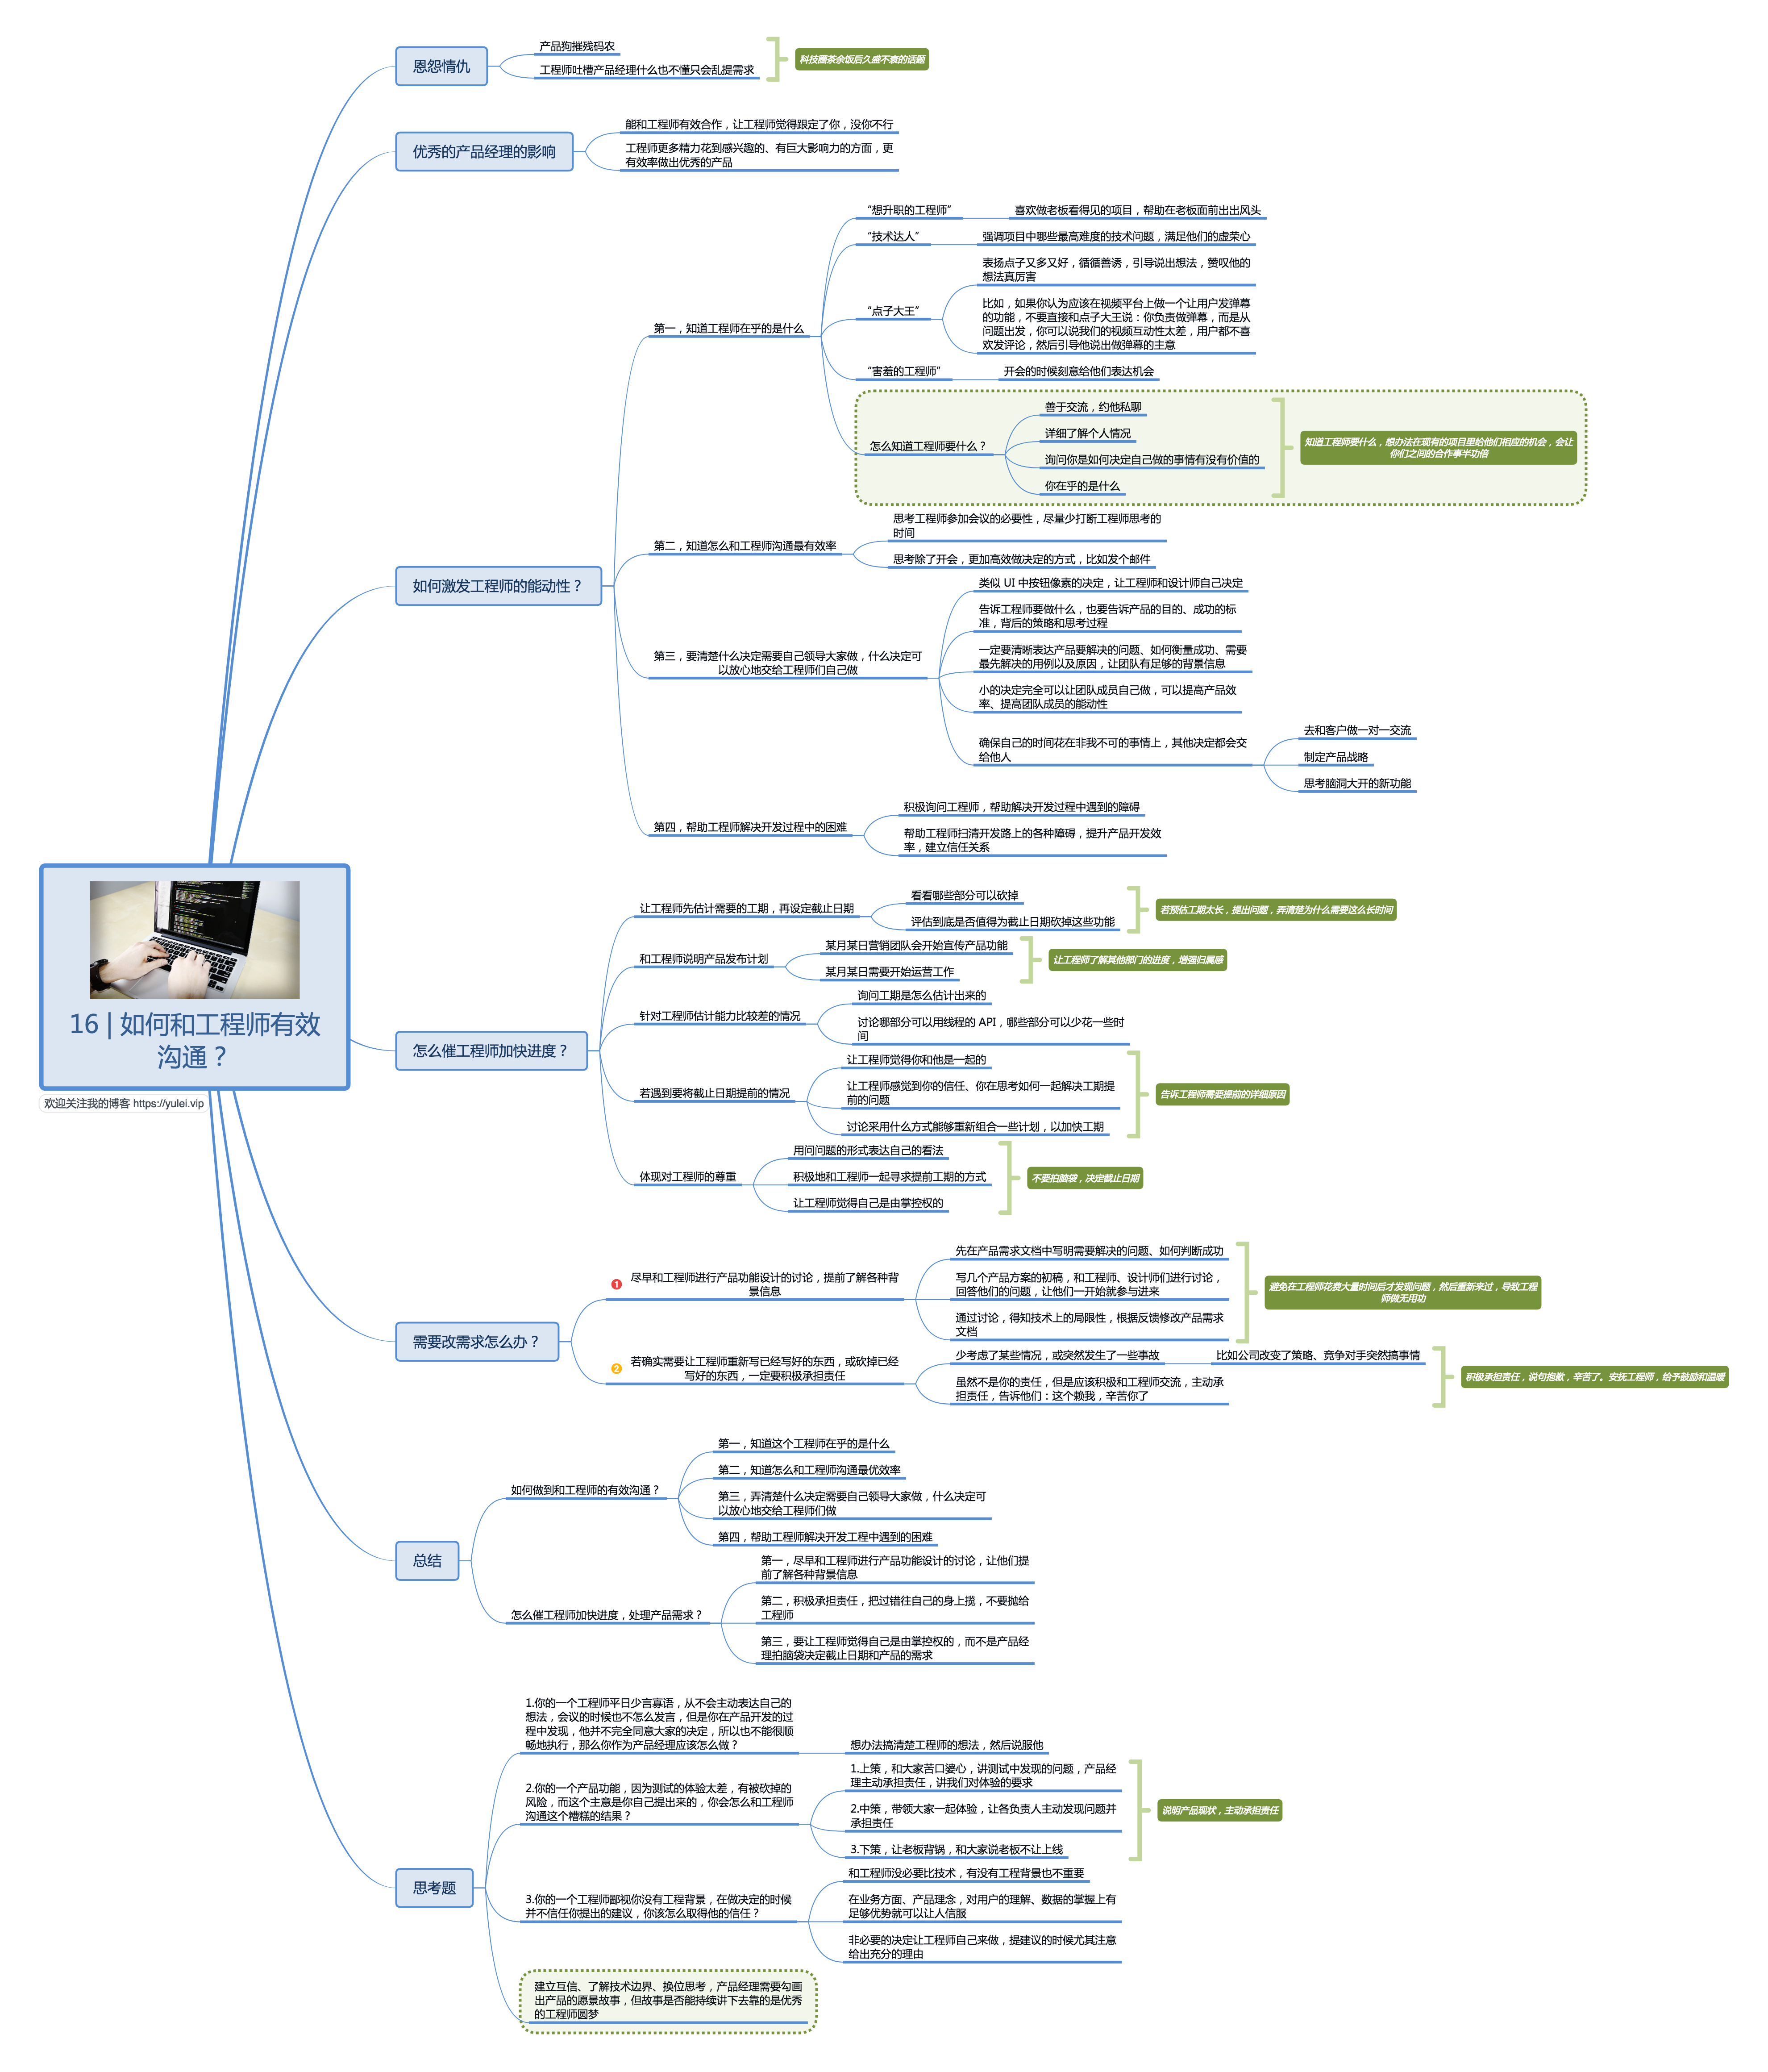 16 | 如何和工程师有效
沟通？
欢迎关注我的博客 https://yulei.vip
恩怨情仇
产品狗摧残码农
工程师吐槽产品经理什么也不懂只会乱提需求
科技圈茶余饭后久盛不衰的话题
优秀的产品经理的影响
能和工程师有效合作，让工程师觉得跟定了你，没你不行
工程师更多精力花到感兴趣的、有巨大影响力的方面，更
有效率做出优秀的产品
如何激发工程师的能动性？
第一，知道工程师在乎的是什么
“想升职的工程师”
喜欢做老板看得见的项目，帮助在老板面前出出风头
“技术达人”
强调项目中哪些最高难度的技术问题，满足他们的虚荣心
“点子大王”
表扬点子又多又好，循循善诱，引导说出想法，赞叹他的
想法真厉害
比如，如果你认为应该在视频平台上做一个让用户发弹幕
的功能，不要直接和点子大王说：你负责做弹幕，而是从
问题出发，你可以说我们的视频互动性太差，用户都不喜
欢发评论，然后引导他说出做弹幕的主意
“害羞的工程师”
开会的时候刻意给他们表达机会
怎么知道工程师要什么？
善于交流，约他私聊
详细了解个人情况
询问你是如何决定自己做的事情有没有价值的
你在乎的是什么
知道工程师要什么，想办法在现有的项目里给他们相应的机会，会让
你们之间的合作事半功倍
第二，知道怎么和工程师沟通最有效率
思考工程师参加会议的必要性，尽量少打断工程师思考的
时间
思考除了开会，更加高效做决定的方式，比如发个邮件
第三，要清楚什么决定需要自己领导大家做，什么决定可
以放心地交给工程师们自己做
类似 UI 中按钮像素的决定，让工程师和设计师自己决定
告诉工程师要做什么，也要告诉产品的目的、成功的标
准，背后的策略和思考过程
一定要清晰表达产品要解决的问题、如何衡量成功、需要
最先解决的用例以及原因，让团队有足够的背景信息
小的决定完全可以让团队成员自己做，可以提高产品效
率、提高团队成员的能动性
确保自己的时间花在非我不可的事情上，其他决定都会交
给他人
去和客户做一对一交流
制定产品战略
思考脑洞大开的新功能
第四，帮助工程师解决开发过程中的困难
积极询问工程师，帮助解决开发过程中遇到的障碍
帮助工程师扫清开发路上的各种障碍，提升产品开发效
率，建立信任关系
怎么催工程师加快进度？
让工程师先估计需要的工期，再设定截止日期
看看哪些部分可以砍掉
评估到底是否值得为截止日期砍掉这些功能
若预估工期太长，提出问题，弄清楚为什么需要这么长时间
和工程师说明产品发布计划
某月某日营销团队会开始宣传产品功能
某月某日需要开始运营工作
让工程师了解其他部门的进度，增强归属感
针对工程师估计能力比较差的情况
询问工期是怎么估计出来的
讨论哪部分可以用线程的 API，哪些部分可以少花一些时
间
若遇到要将截止日期提前的情况
让工程师觉得你和他是一起的
让工程师感觉到你的信任、你在思考如何一起解决工期提
前的问题
讨论采用什么方式能够重新组合一些计划，以加快工期
告诉工程师需要提前的详细原因
体现对工程师的尊重
用问问题的形式表达自己的看法
积极地和工程师一起寻求提前工期的方式
让工程师觉得自己是由掌控权的
不要拍脑袋，决定截止日期
需要改需求怎么办？
1
尽早和工程师进行产品功能设计的讨论，提前了解各种背
景信息
先在产品需求文档中写明需要解决的问题、如何判断成功
写几个产品方案的初稿，和工程师、设计师们进行讨论，
回答他们的问题，让他们一开始就参与进来
通过讨论，得知技术上的局限性，根据反馈修改产品需求
文档
避免在工程师花费大量时间后才发现问题，然后重新来过，导致工程
师做无用功
2
若确实需要让工程师重新写已经写好的东西，或砍掉已经
写好的东西，一定要积极承担责任
少考虑了某些情况，或突然发生了一些事故
比如公司改变了策略、竞争对手突然搞事情
虽然不是你的责任，但是应该积极和工程师交流，主动承
担责任，告诉他们：这个赖我，辛苦你了
积极承担责任，说句抱歉，辛苦了。安抚工程师，给予鼓励和温暖
总结
如何做到和工程师的有效沟通？
第一，知道这个工程师在乎的是什么
第二，知道怎么和工程师沟通最优效率
第三，弄清楚什么决定需要自己领导大家做，什么决定可
以放心地交给工程师们做
第四，帮助工程师解决开发工程中遇到的困难
怎么催工程师加快进度，处理产品需求？
第一，尽早和工程师进行产品功能设计的讨论，让他们提
前了解各种背景信息
第二，积极承担责任，把过错往自己的身上揽，不要抛给
工程师
第三，要让工程师觉得自己是由掌控权的，而不是产品经
理拍脑袋决定截止日期和产品的需求
思考题
1.你的一个工程师平日少言寡语，从不会主动表达自己的
想法，会议的时候也不怎么发言，但是你在产品开发的过
程中发现，他并不完全同意大家的决定，所以也不能很顺
畅地执行，那么你作为产品经理应该怎么做？
想办法搞清楚工程师的想法，然后说服他
2.你的一个产品功能，因为测试的体验太差，有被砍掉的
风险，而这个主意是你自己提出来的，你会怎么和工程师
沟通这个糟糕的结果？
1.上策，和大家苦口婆心，讲测试中发现的问题，产品经
理主动承担责任，讲我们对体验的要求
2.中策，带领大家一起体验，让各负责人主动发现问题并
承担责任
3.下策，让老板背锅，和大家说老板不让上线
说明产品现状，主动承担责任
3.你的一个工程师鄙视你没有工程背景，在做决定的时候
并不信任你提出的建议，你该怎么取得他的信任？
和工程师没必要比技术，有没有工程背景也不重要
在业务方面、产品理念，对用户的理解、数据的掌握上有
足够优势就可以让人信服
非必要的决定让工程师自己来做，提建议的时候尤其注意
给出充分的理由
建立互信、了解技术边界、换位思考，产品经理需要勾画
出产品的愿景故事，但故事是否能持续讲下去靠的是优秀
的工程师圆梦